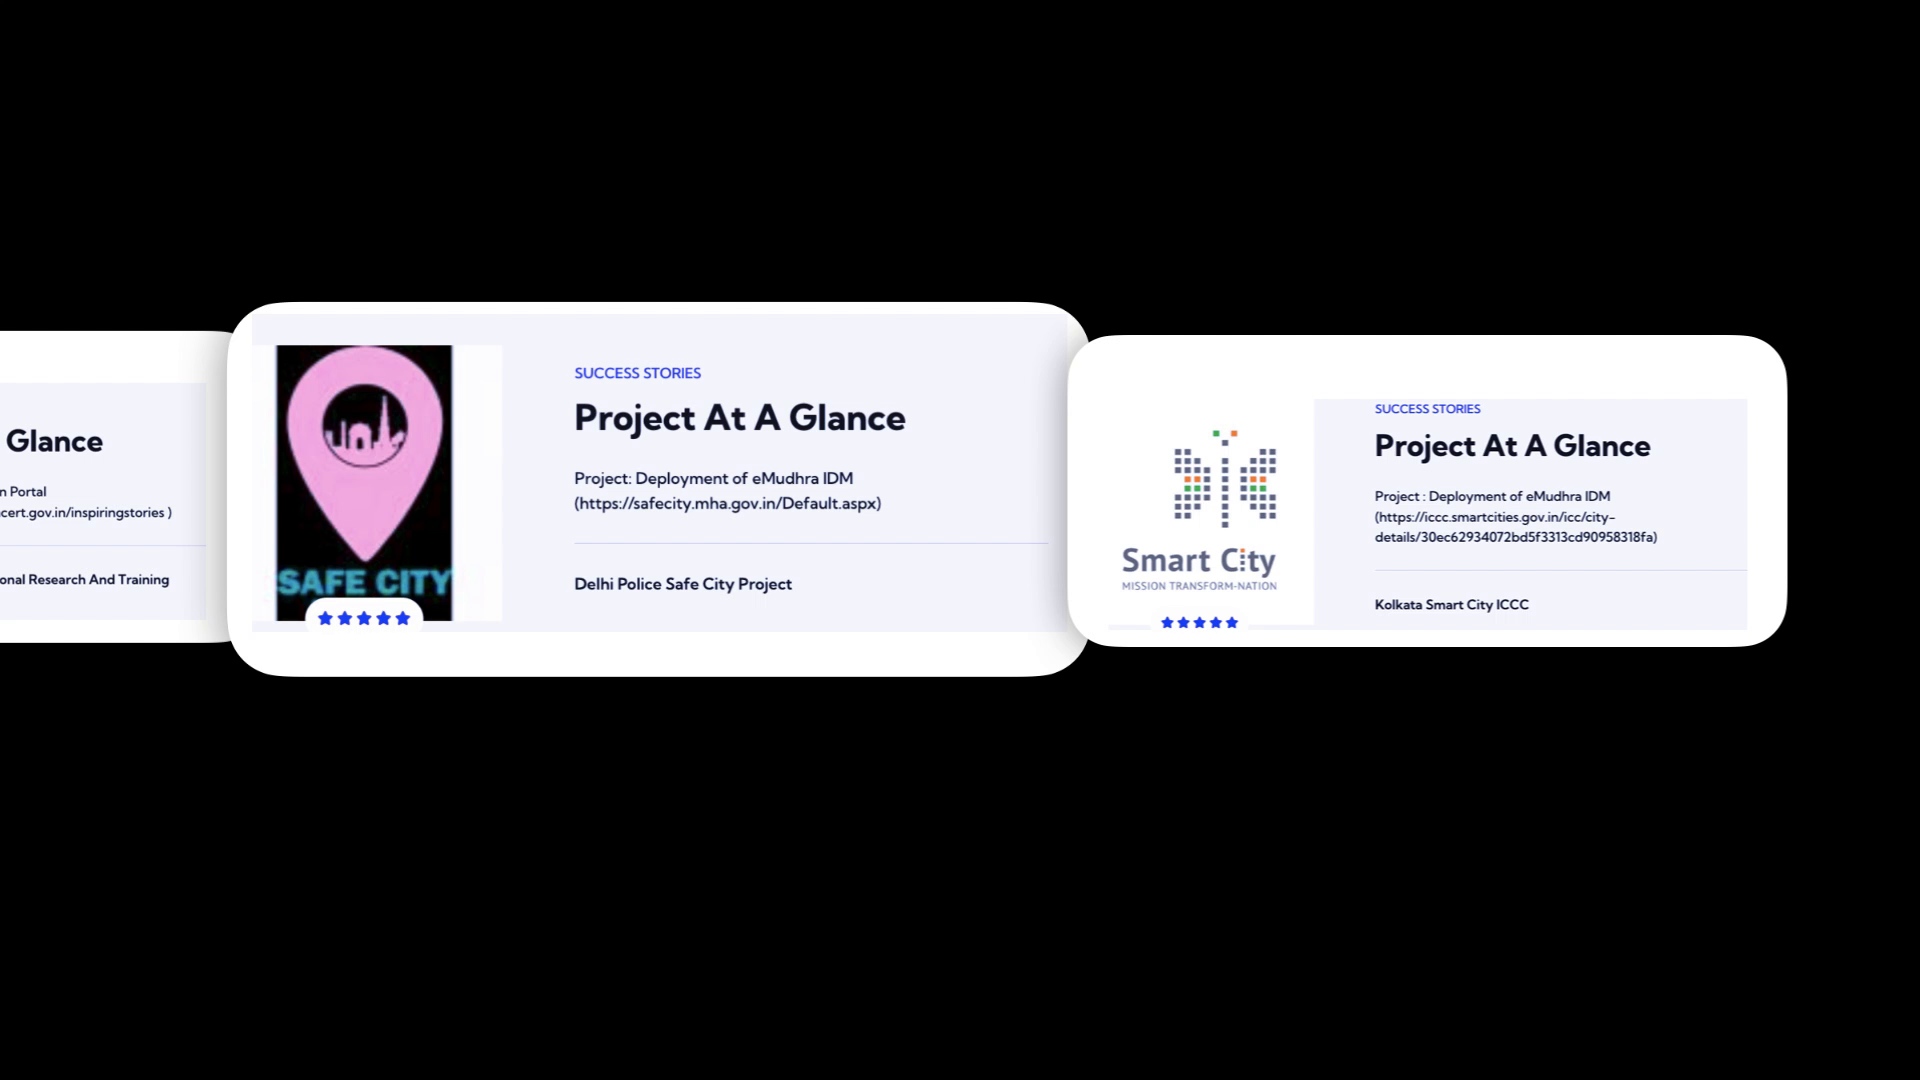 Glance
n Portal
cert.gov.in/inspiringstories )
onal Research And Training
SAFE CITY
SUCCESS STORIES
Project At A Glance
Project: Deployment of eMudhra IDM
(https://safecity.mha.gov.in/Default.aspx)
Delhi Police Safe City Project
Smart City
MISSION TRANSFORM-NATION
SUCCESS STORIES
Project At A Glance
Project : Deployment of eMudhra IDM
(https://iccc.smartcities.gov.in/icc/city-
details/30ec62934072bd5f3313cd90958318fa)
Kolkata Smart City ICCC